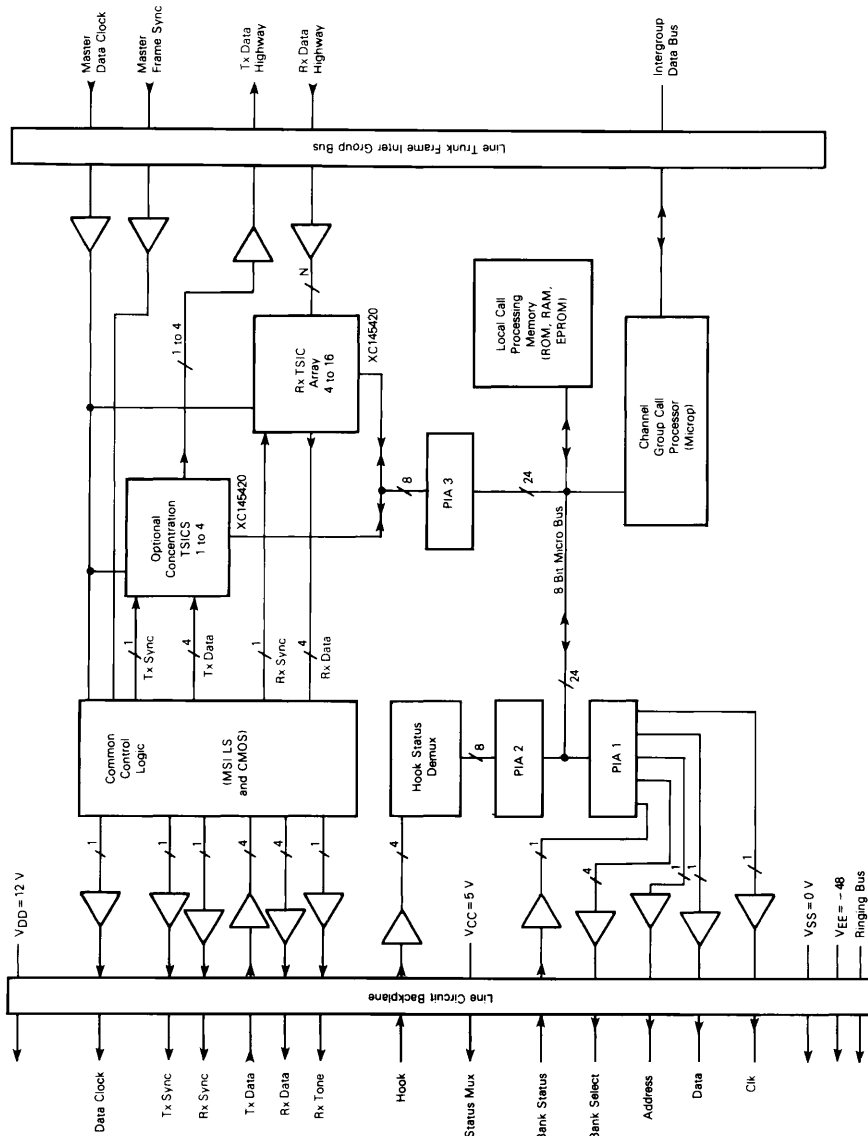 Master
Data Clock
Master
Frame Sync
Tx Data
Highway
Rx Data
Highway
Intergroup
Data Bus
Line Trunk Frame Inter Group Bus
N
1 to 4
Rx TSIC
Array
4 to 16
XC145420
Optional
Concentration
TSICS
1 to 4
XC145420
Local Call
Processing
Memory
(ROM, RAM,
EPROM)
Channel
Group Call
Processor
(Microp)
8
PIA 3
24
8 Bit Micro Bus
24
1
Tx Sync
4
Tx Data
1
Rx Sync
4
Rx Data
Common
Control
Logic
(MSI LS
and CMOS)
Hook Status
Demux
8
PIA 2
PIA 1
1
1
1
4
4
1
4
1
4
1
1
1
VDD = 12 V
VCC = 5 V
VSS = 0 V
VEE = -48
Ringing Bus
Line Circuit Backplane
Data Clock
Tx Sync
Rx Sync
Tx Data
Rx Data
Rx Tone
Hook
Status Mux
Bank Status
Bank Select
Address
Data
Clk